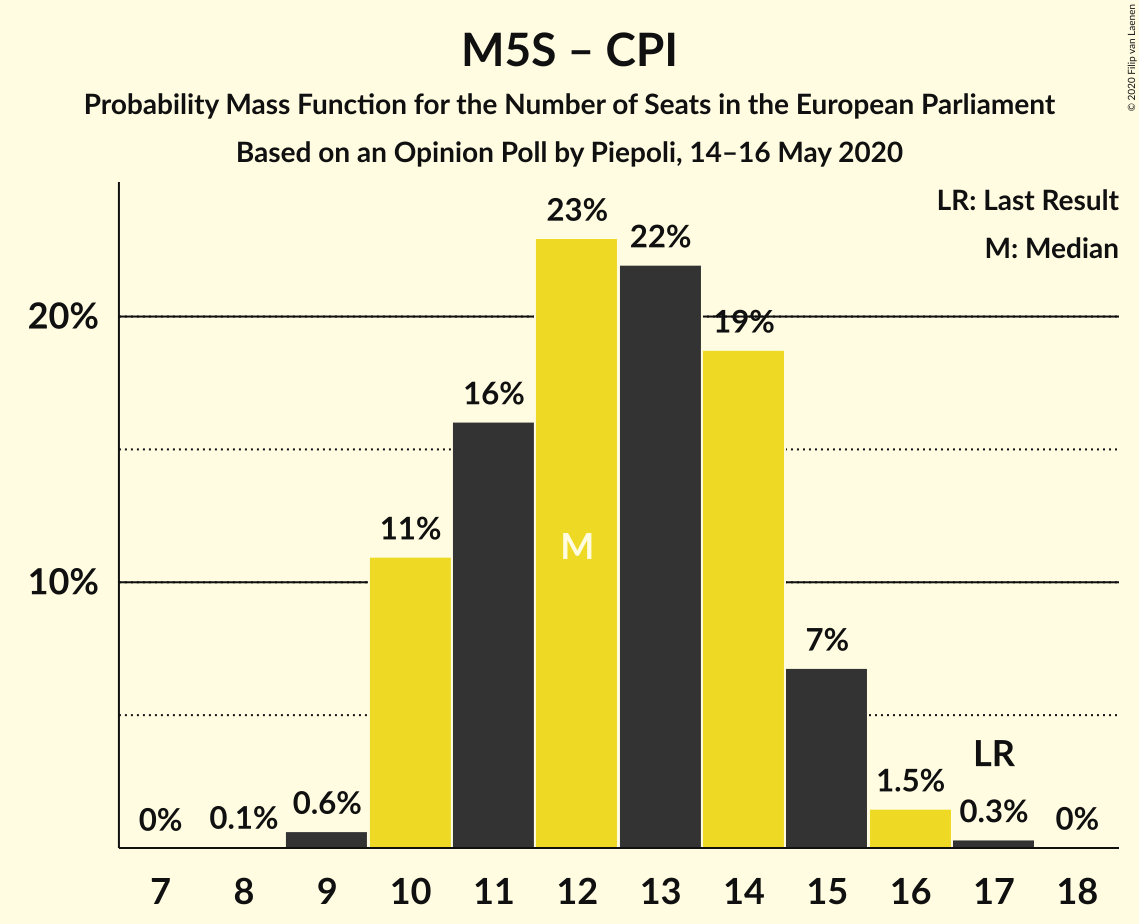 M5S – CPI
Probability Mass Function for the Number of Seats in the European Parliament
Based on an Opinion Poll by Piepoli, 14–16 May 2020
© 2020 Filip van Laenen
LR: Last Result
M: Median
20%
10%
0%
0.1%
0.6%
11%
16%
23%
22%
19%
7%
1.5%
0.3%
0%
M
LR
7 8 9 10 11 12 13 14 15 16 17 18